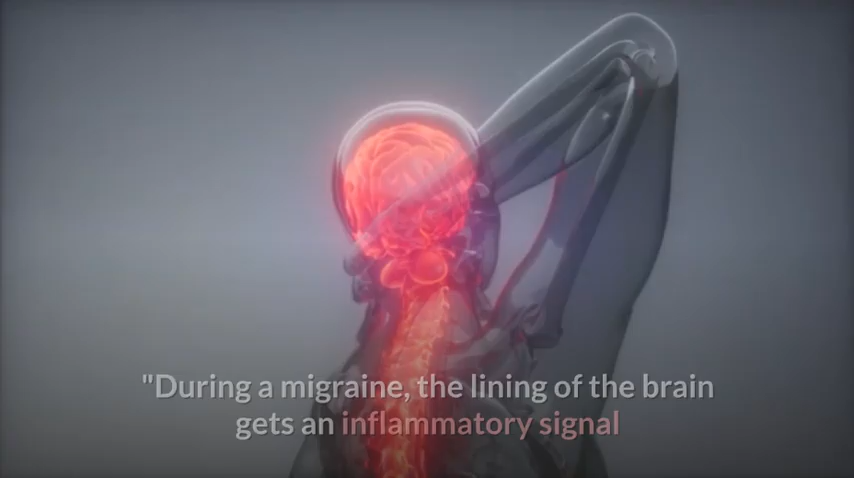 "During a migraine, the lining of the brain
gets an inflammatory signal